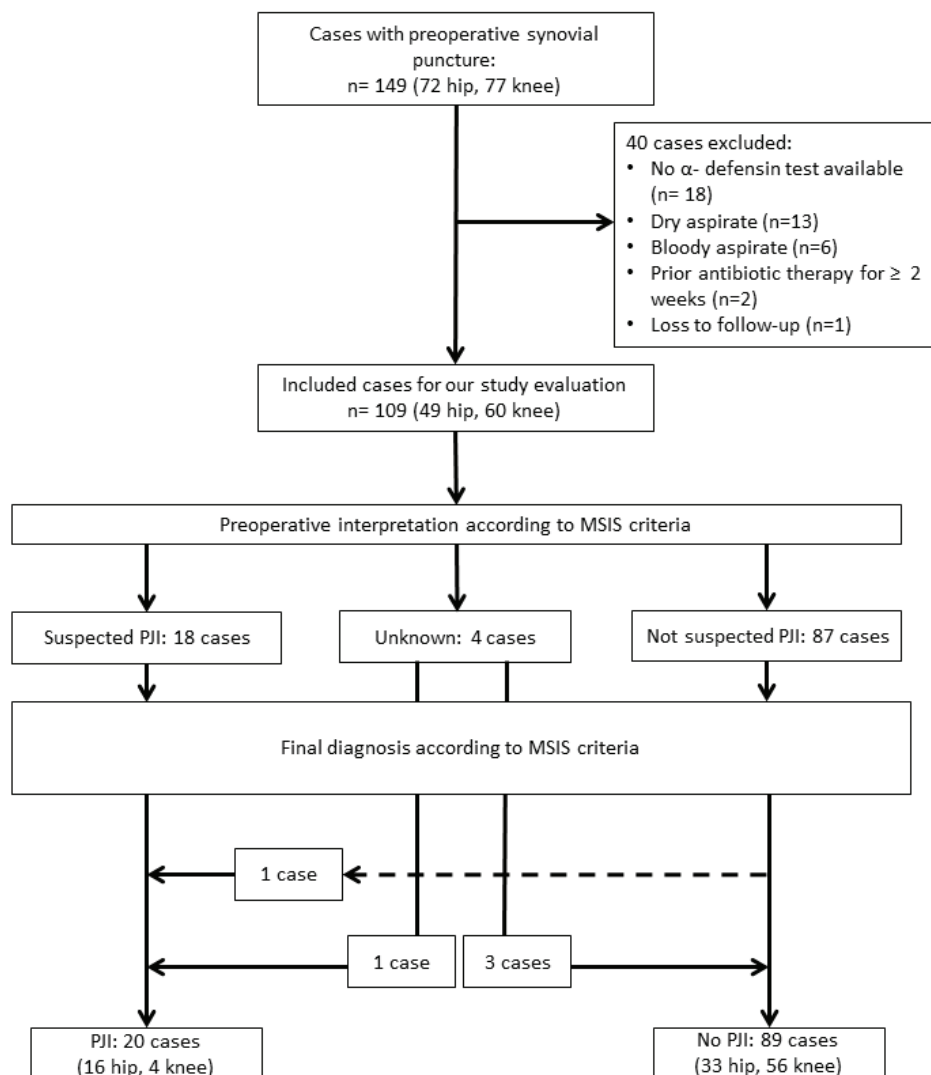 Cases with preoperative synovial
puncture:
n= 149 (72 hip, 77 knee)
40 cases excluded:
• No α- defensin test available
(n= 18)
• Dry aspirate (n=13)
• Bloody aspirate (n=6)
• Prior antibiotic therapy for ≥ 2
weeks (n=2)
• Loss to follow-up (n=1)
Included cases for our study evaluation
n= 109 (49 hip, 60 knee)
Preoperative interpretation according to MSIS criteria
Suspected PJI: 18 cases
Unknown: 4 cases
Not suspected PJI: 87 cases
Final diagnosis according to MSIS criteria
1 case
1 case
3 cases
PJI: 20 cases
(16 hip, 4 knee)
No PJI: 89 cases
(33 hip, 56 knee)